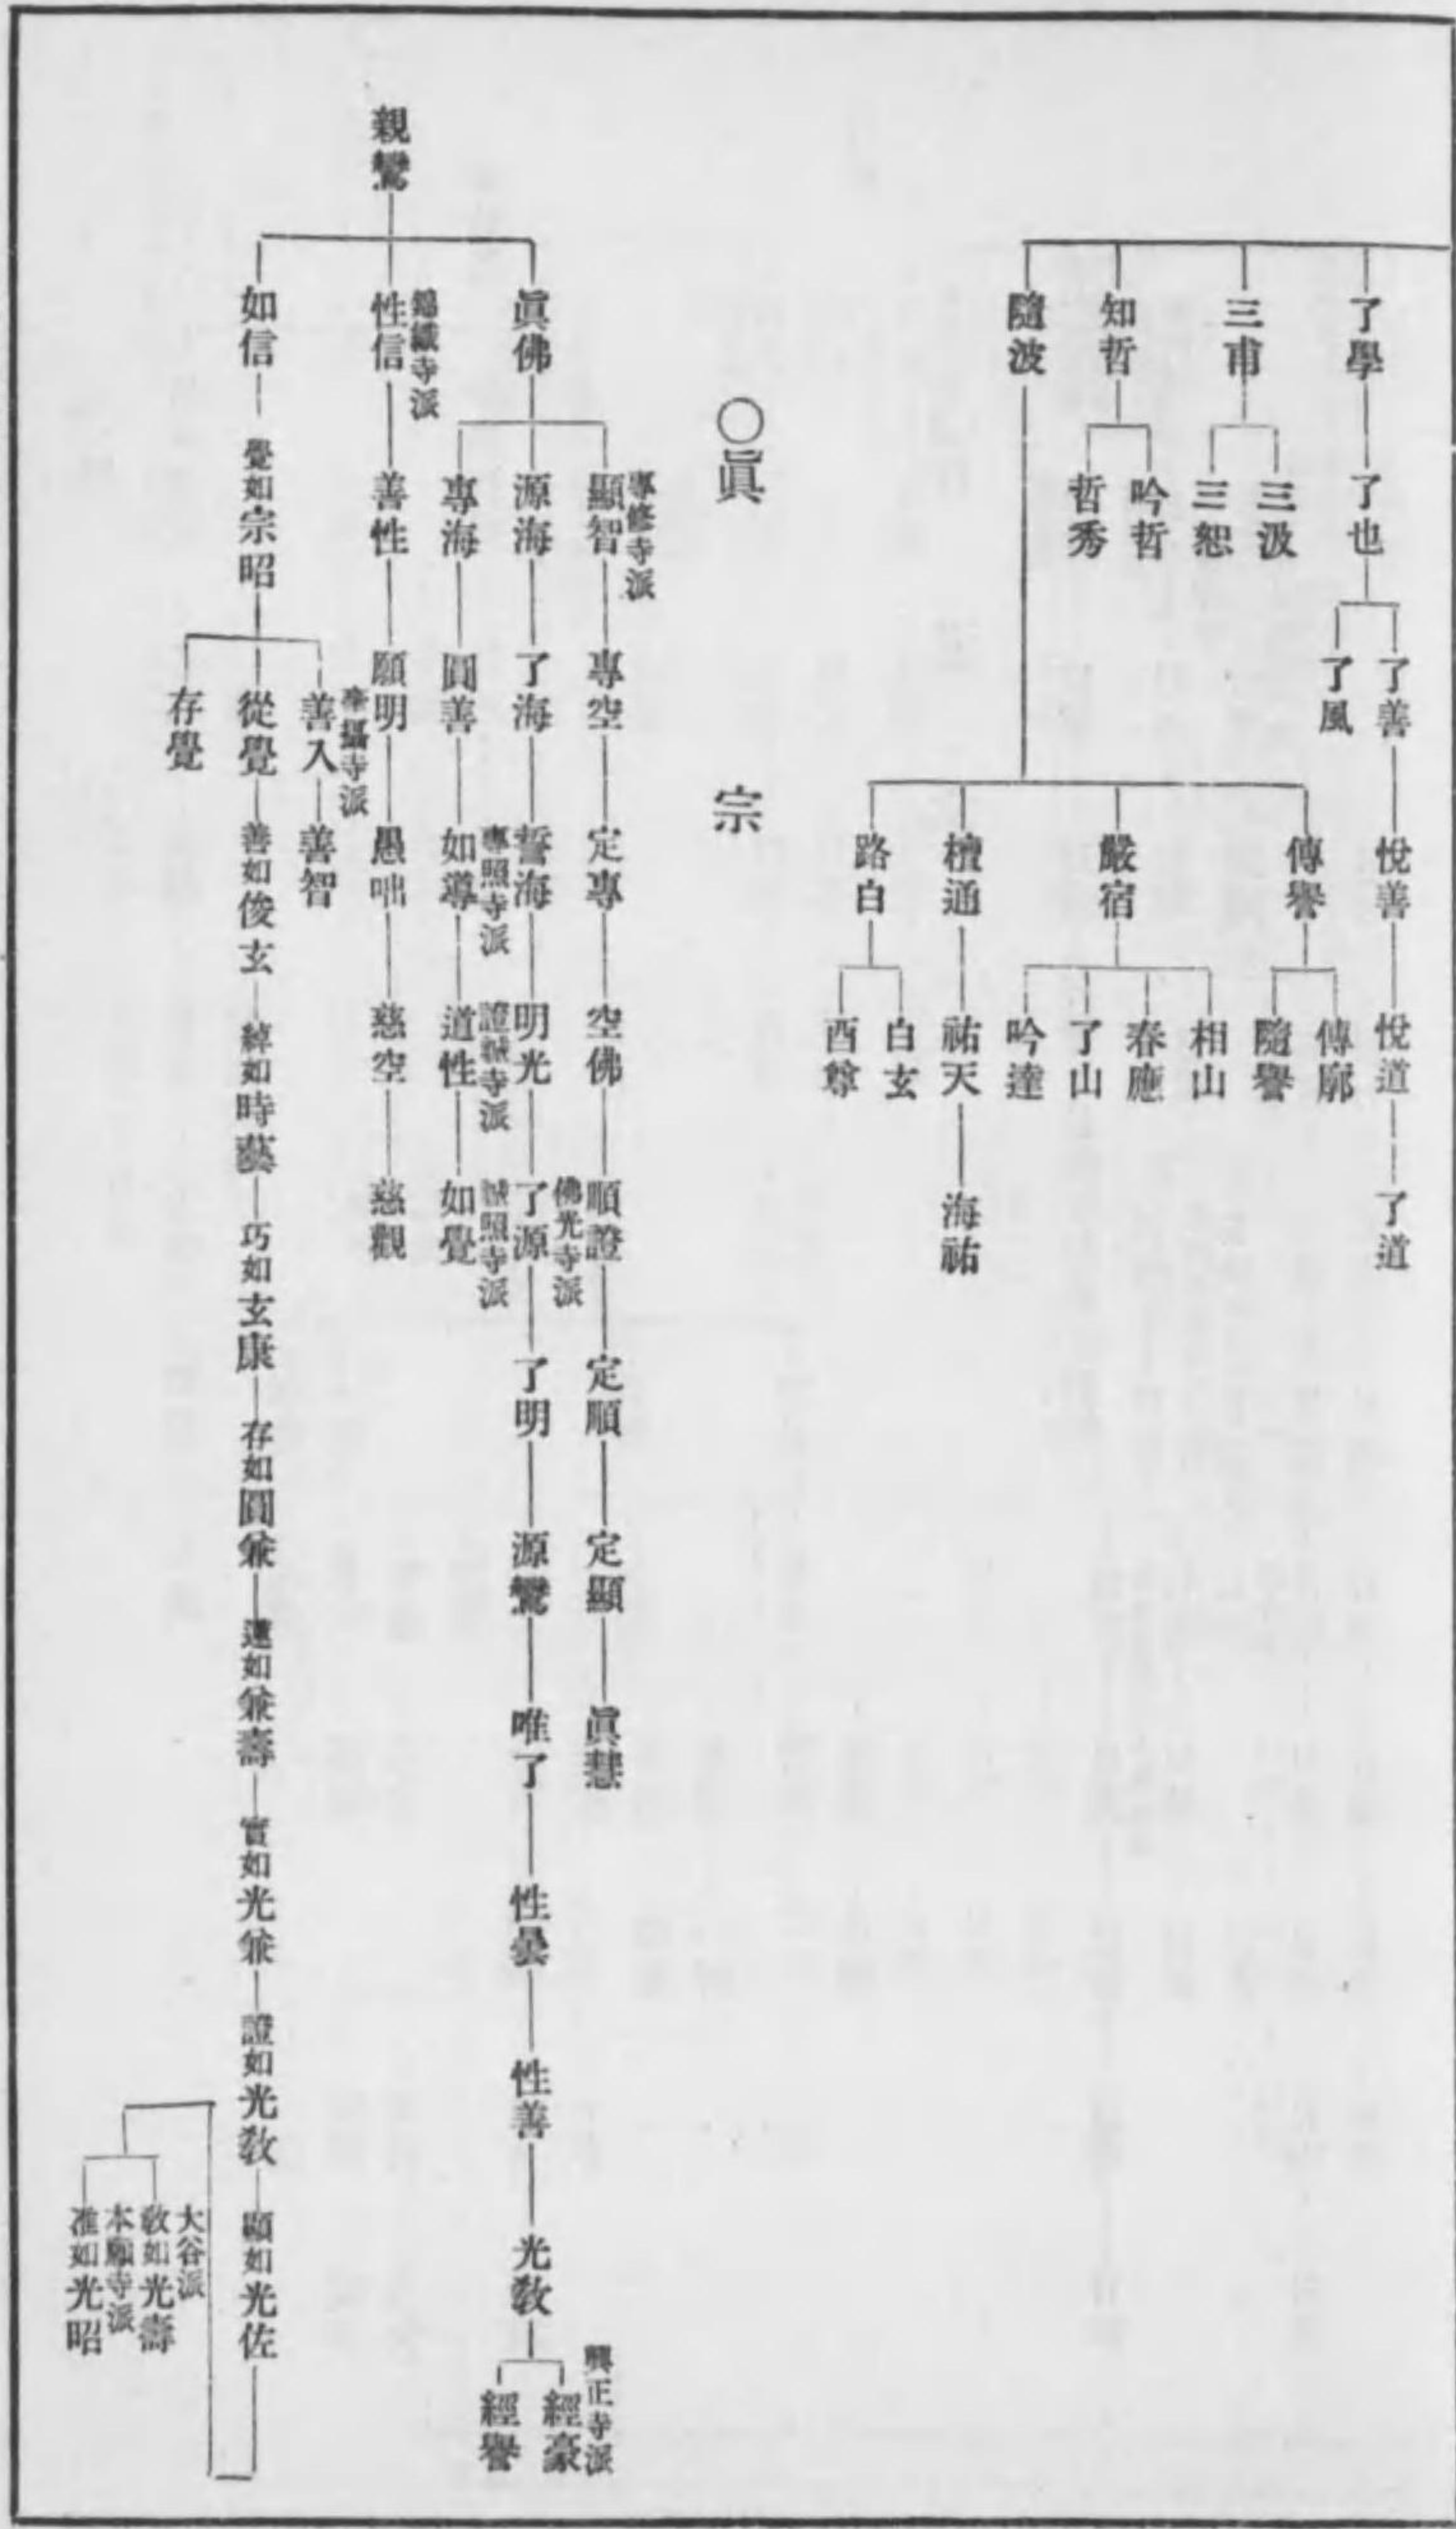 了學―了也
了善―悅善―悅道―了道
了風
三甫
三汲
三恕
知哲
吟哲
哲秀
隨波
傳譽
傳廓
隨譽
嚴宿
相山
春應
了山
吟達
檀通―祐天―海祐
路白
白玄
酉尊
〇眞宗
親鸞
眞佛
專修寺派
顯智―專空―定專―空佛―順證―定順―定顯―眞慧
佛光寺派
源海―了海―誓海―明光―了源―了明―源鸞―唯了―性曇―性善―光敎
興正寺派
經豪
經譽
專照寺派
證誠寺派
誠照寺派
專海―圓善―如導―道性―如覺
錦織寺派
性信―善性―願明―愚咄―慈空―慈觀
如信―覺如宗昭
善入―善智
從覺―善如俊玄―綽如時藝―巧如玄康―存如圓兼―蓮如兼壽―實如光兼―證如光敎―顯如光佐
存覺
大谷派
敎如光壽
本願寺派
准如光昭